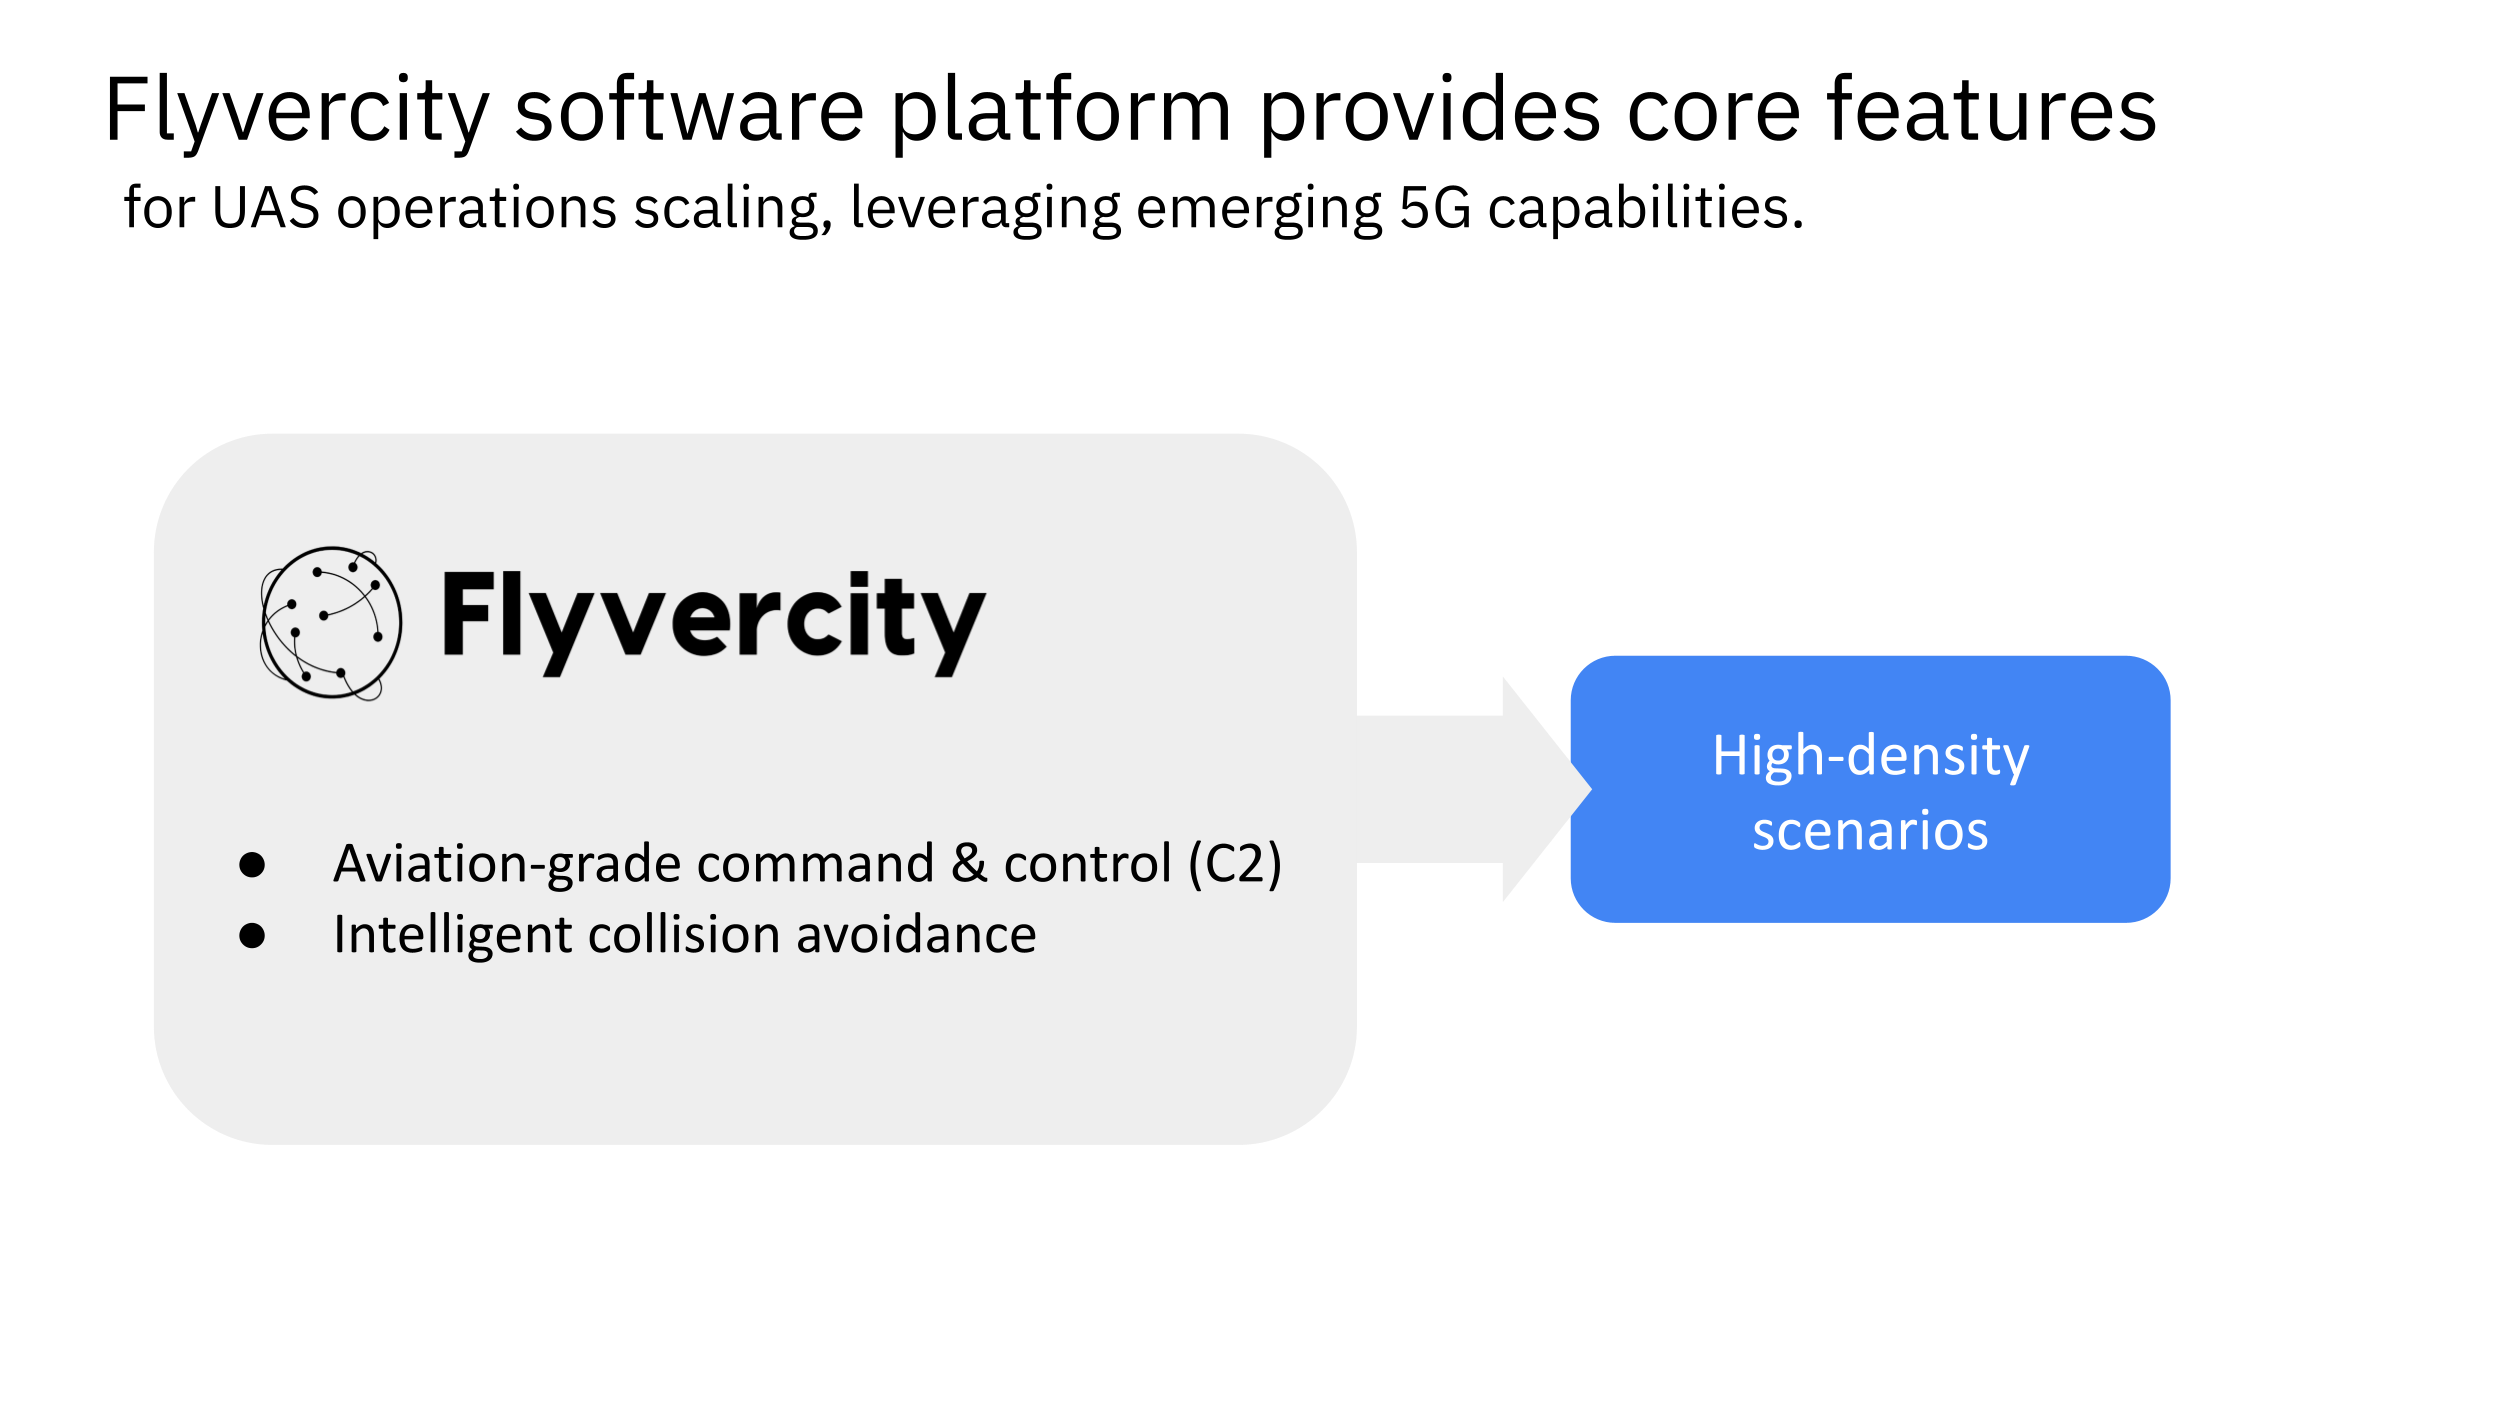 Flyvercity software platform provides core features
for UAS operations scaling, leveraging emerging 5G capabilities.
Flyvercity
High-density
scenarios
● Aviation-grade command & control (C2)
● Intelligent collision avoidance